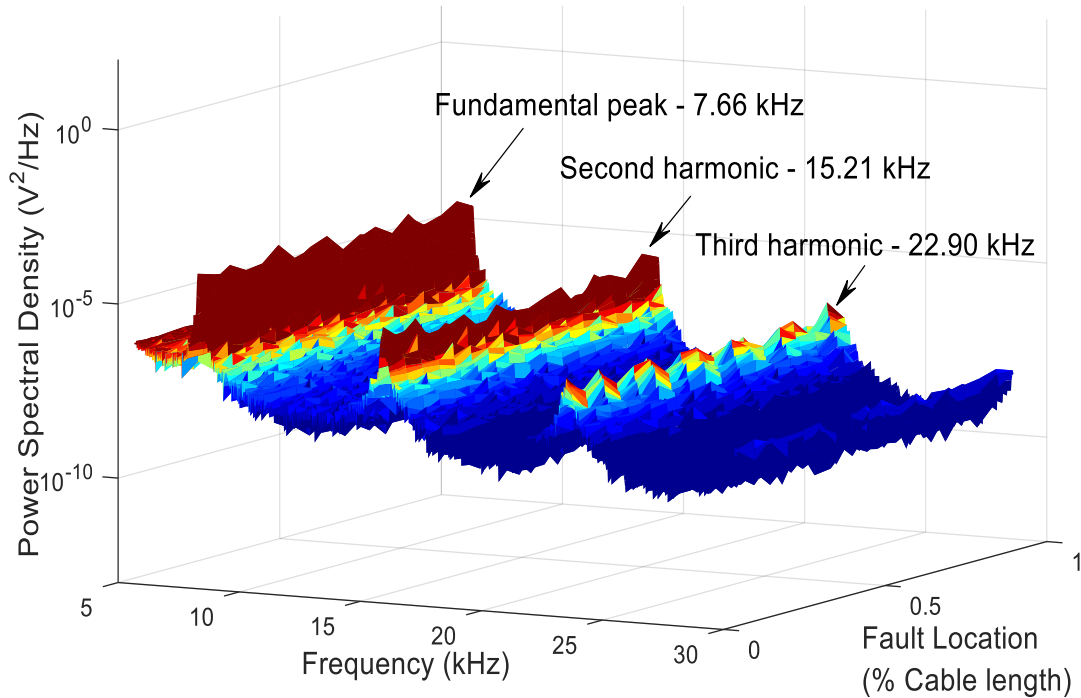 Fundamental peak - 7.66 kHz
Second harmonic - 15.21 kHz
Third harmonic - 22.90 kHz
Power Spectral Density (V²/Hz)
10⁰
10⁻⁵
10⁻¹⁰
5
10
15
20
25
30
Frequency (kHz)
0
0.5
1
Fault Location
(% Cable length)